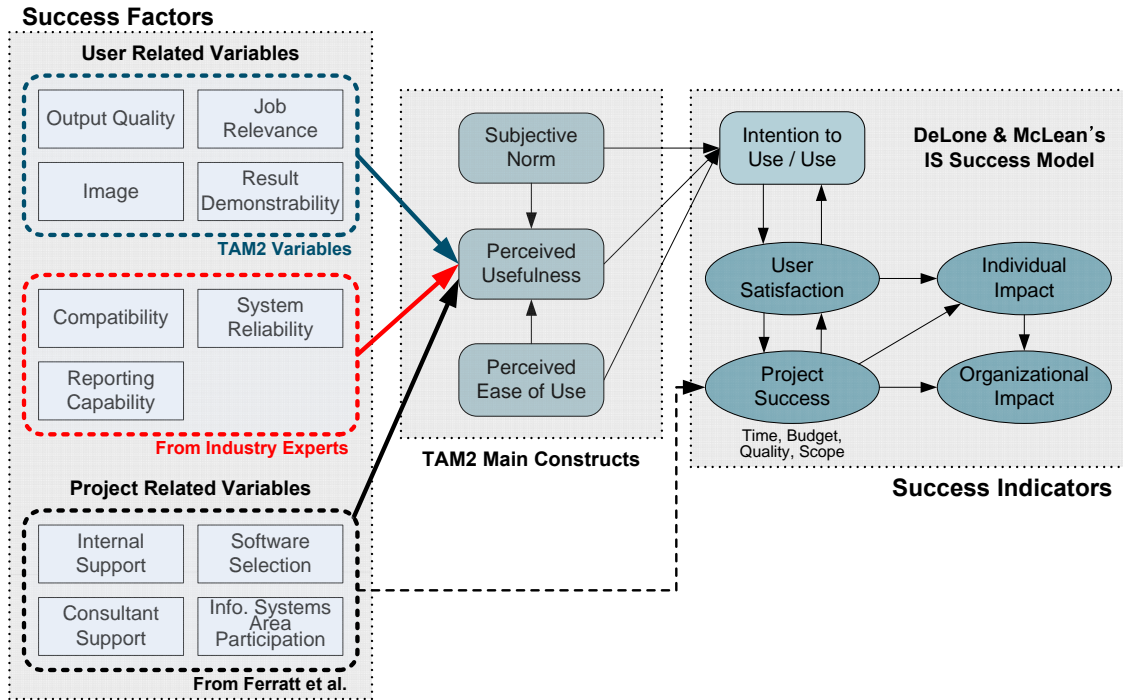 Success Factors
User Related Variables
Output Quality
Job
Relevance
Image
Result
Demonstrability
TAM2 Variables
Compatibility
System
Reliability
Reporting
Capability
From Industry Experts
Project Related Variables
Internal
Support
Software
Selection
Consultant
Support
Info. Systems
Area
Participation
From Ferratt et al.
Subjective
Norm
Perceived
Usefulness
Perceived
Ease of Use
TAM2 Main Constructs
Intention to
Use / Use
DeLone & McLean's
IS Success Model
User
Satisfaction
Individual
Impact
Project
Success
Organizational
Impact
Time, Budget,
Quality, Scope
Success Indicators